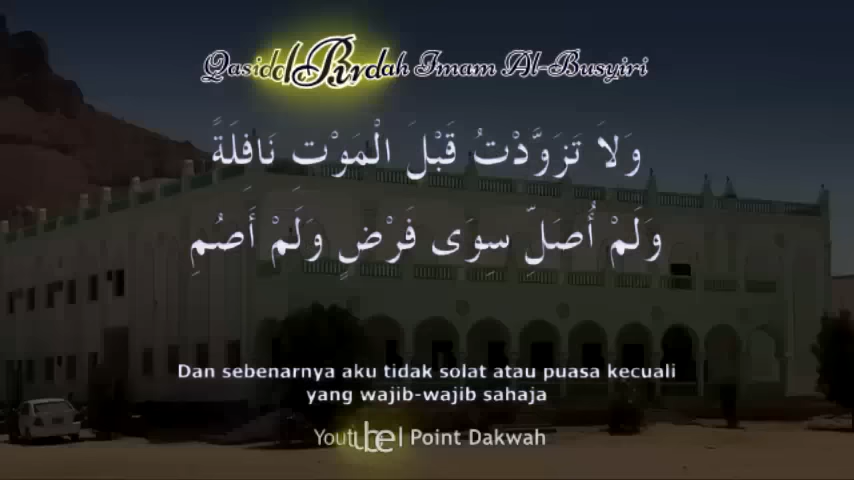 Qasidah Burdah Imam Al-Busyiri
وَلاَ تَزَوَّدْتُ قَبْلَ الْمَوْتِ نَافِلَةً
وَلَمْ أُصَلِّ سِوَى فَرْضٍ وَلَمْ أَصُمِ
Dan sebenarnya aku tidak solat atau puasa kecuali
yang wajib-wajib sahaja
Youtube | Point Dakwah